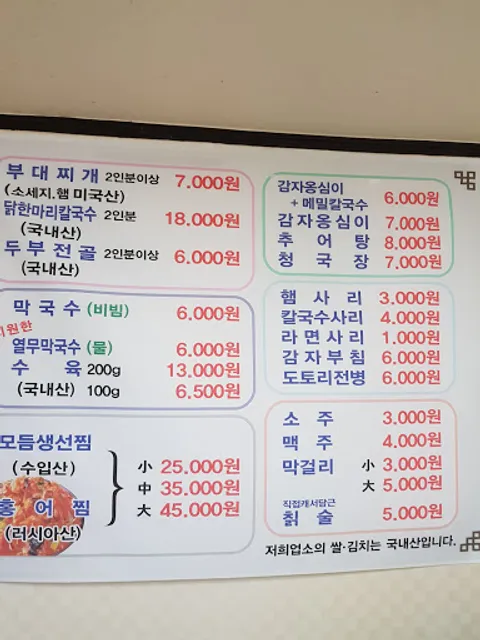 부대찌개 2인분이상 7.000원
(소세지.햄 미국산)
닭한마리칼국수 2인분 18.000원
(국내산)
두부전골 2인분이상 6.000원
(국내산)
막국수 (비빔) 6.000원
시원한
열무막국수 (물) 6.000원
수육 200g 13.000원
(국내산) 100g 6.500원
모듬생선찜
(수입산)
홍어찜
(러시아산)
小 25.000원
中 35.000원
大 45.000원
감자옹심이
+ 메밀칼국수 6.000원
감자옹심이 7.000원
추어탕 8.000원
청국장 7.000원
햄사리 3.000원
칼국수사리 4.000원
라면사리 1.000원
감자부침 6.000원
도토리전병 6.000원
소주 3.000원
맥주 4.000원
막걸리 小 3.000원
大 5.000원
직접캐서담근
칡술 5.000원
저희업소의 쌀·김치는 국내산입니다.